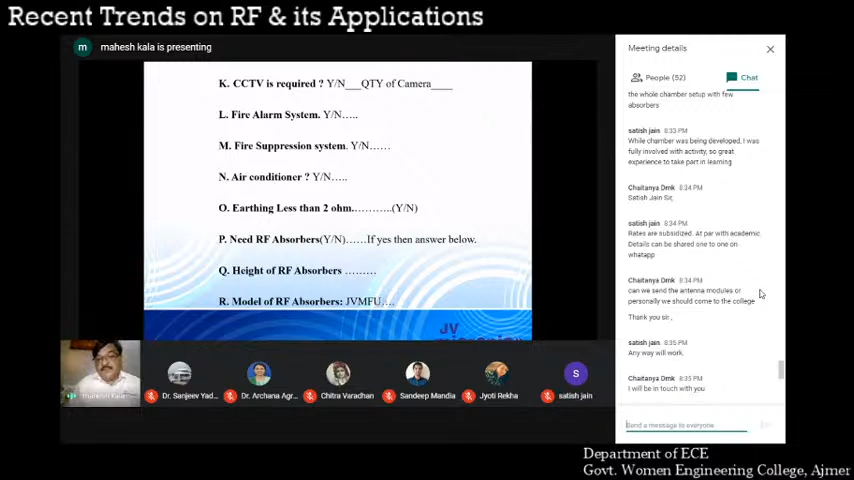 Recent Trends on RF & its Applications
m mahesh kala is presenting
K. CCTV is required ? Y/N___QTY of Camera____
L. Fire Alarm System. Y/N…..
M. Fire Suppression system. Y/N……
N. Air conditioner ? Y/N…..
O. Earthing Less than 2 ohm.……….(Y/N)
P. Need RF Absorbers(Y/N)……If yes then answer below.
Q. Height of RF Absorbers ………
R. Model of RF Absorbers: JVMFU….
JV
Dr. Sanjeev Yad...
Dr. Archana Agr...
Chitra Varadhan
Sandeep Mandia
Jyoti Rekha
S
satish jain
Meeting details
People (52)
Chat
the whole chamber setup with few
absorbers
satish jain 8:33 PM
While chamber was being developed, I was
fully involved with activity, so great
experience to take part in learning
Chaitanya Dmk 8:34 PM
Satish Jain Sir,
satish jain 8:34 PM
Rates are subsidized. At par with academic.
Details can be shared one to one on
whatapp
Chaitanya Dmk 8:34 PM
can we send the antenna modules or
personally we should come to the college
Thank you sir ,
satish jain 8:35 PM
Any way will work.
Chaitanya Dmk 8:35 PM
I will be in touch with you
Send a message to everyone
Department of ECE
Govt. Women Engineering College, Ajmer